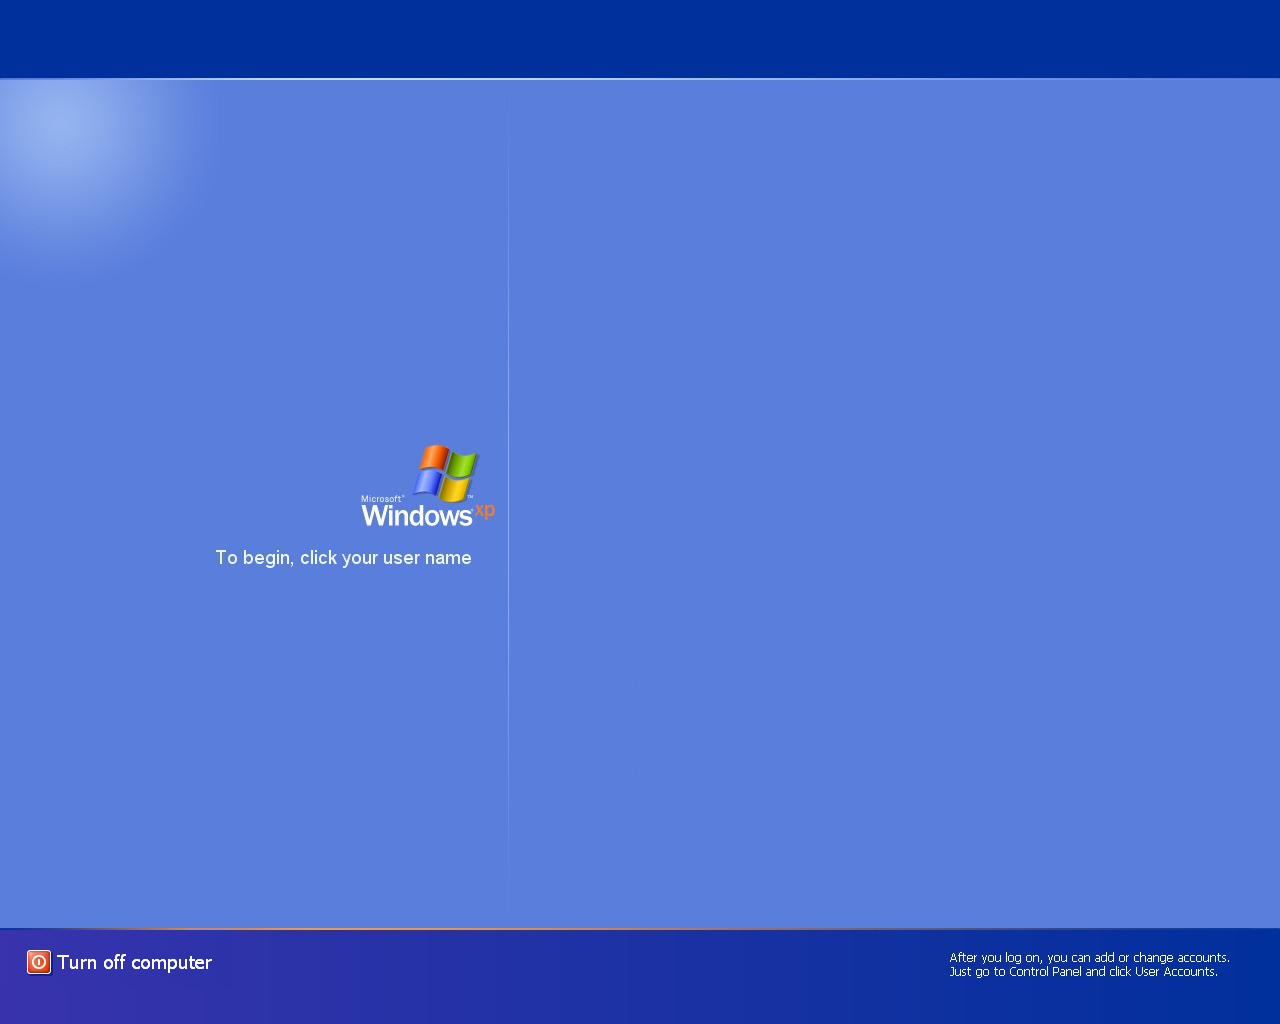 Microsoft®
Windows® xp
™
To begin, click your user name
Turn off computer
After you log on, you can add or change accounts.
Just go to Control Panel and click User Accounts.